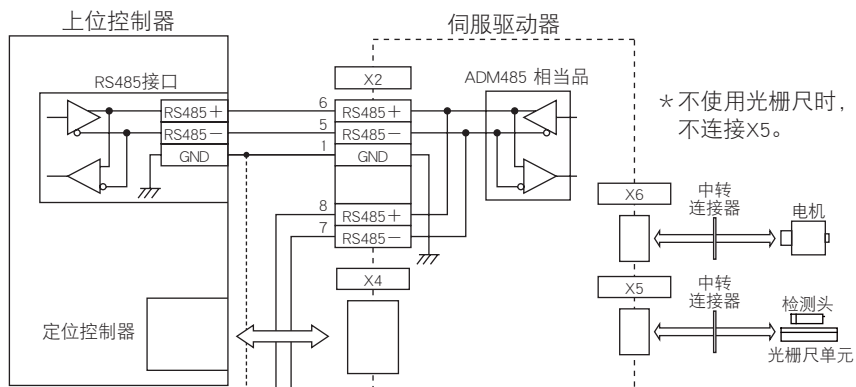 上位控制器
伺服驱动器
RS485接口
X2
ADM485 相当品
RS485＋
6
RS485＋
RS485－
5
RS485－
GND
1
GND
8
RS485＋
7
RS485－
X4
定位控制器
＊不使用光栅尺时，
不连接X5。
X6
中转
连接器
电机
X5
中转
连接器
检测头
光栅尺单元